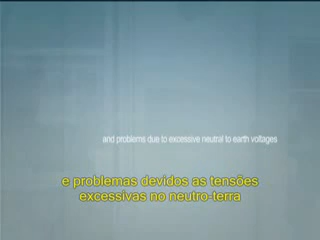 and problems due to excessive neutral to earth voltages
e problemas devidos as tensões
excessivas no neutro-terra